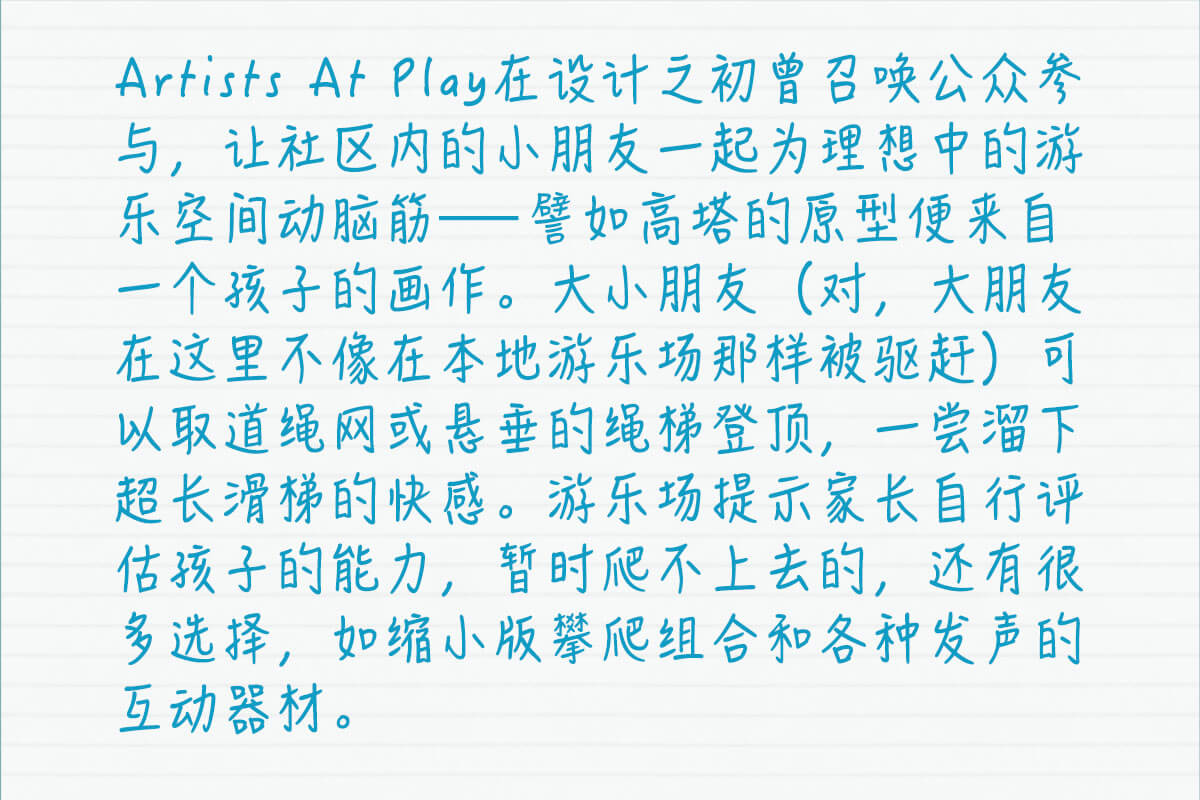 Artists At Play在设计之初曾召唤公众参
与，让社区内的小朋友一起为理想中的游
乐空间动脑筋——譬如高塔的原型便来自
一个孩子的画作。大小朋友（对，大朋友
在这里不像在本地游乐场那样被驱赶）可
以取道绳网或悬垂的绳梯登顶，一尝溜下
超长滑梯的快感。游乐场提示家长自行评
估孩子的能力，暂时爬不上去的，还有很
多选择，如缩小版攀爬组合和各种发声的
互动器材。